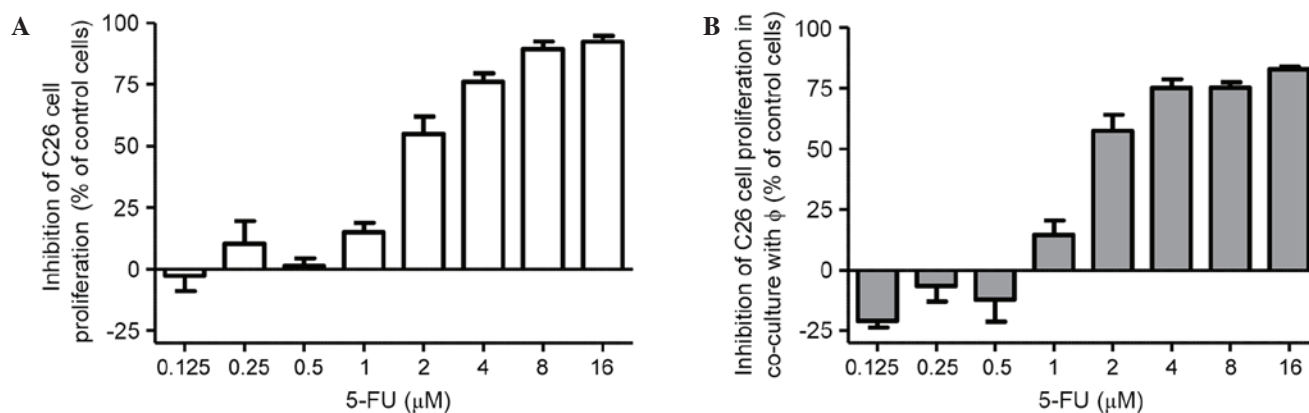 A
Inhibition of C26 cell
proliferation (% of control cells)
100
75
50
25
0
-25
0.125 0.25 0.5 1 2 4 8 16
5-FU (μM)
B
Inhibition of C26 cell proliferation in
co-culture with ϕ (% of control cells)
100
75
50
25
0
-25
0.125 0.25 0.5 1 2 4 8 16
5-FU (μM)